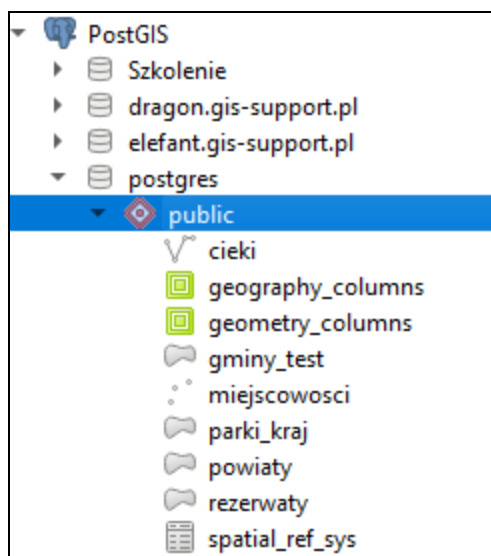 PostGIS
Szkolenie
dragon.gis-support.pl
elefant.gis-support.pl
postgres
public
cieki
geography_columns
geometry_columns
gminy_test
miejscowosci
parki_kraj
powiaty
rezerwaty
spatial_ref_sys